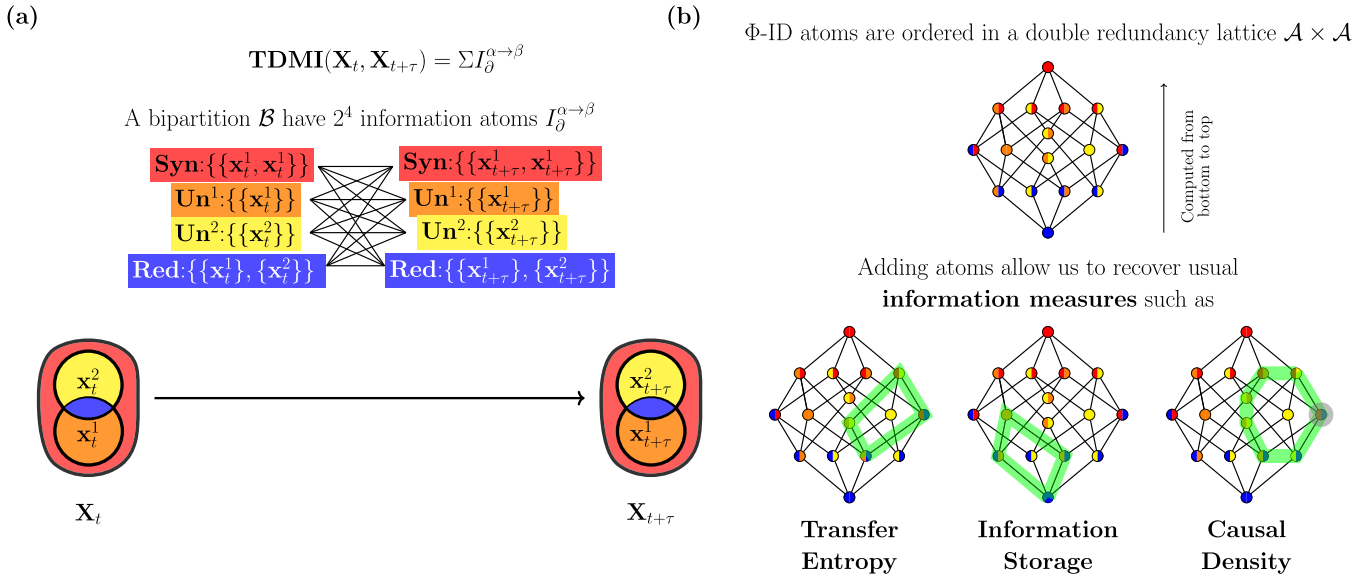 (a)
TDMI(X_t, X_{t+τ}) = ΣI_∂^{α→β}
A bipartition 𝓑 have 2^4 information atoms I_∂^{α→β}
Syn:{{x_t^1, x_t^1}}
Syn:{{x_{t+τ}^1, x_{t+τ}^1}}
Un^1:{{x_t^1}}
Un^1:{{x_{t+τ}^1}}
Un^2:{{x_t^2}}
Un^2:{{x_{t+τ}^2}}
Red:{{x_t^1}, {x_t^2}}
Red:{{x_{t+τ}^1}, {x_{t+τ}^2}}
x_t^2
x_t^1
X_t
x_{t+τ}^2
x_{t+τ}^1
X_{t+τ}
(b)
Φ-ID atoms are ordered in a double redundancy lattice 𝓐 × 𝓐
Computed from
bottom to top
Adding atoms allow us to recover usual
information measures such as
Transfer
Entropy
Information
Storage
Causal
Density